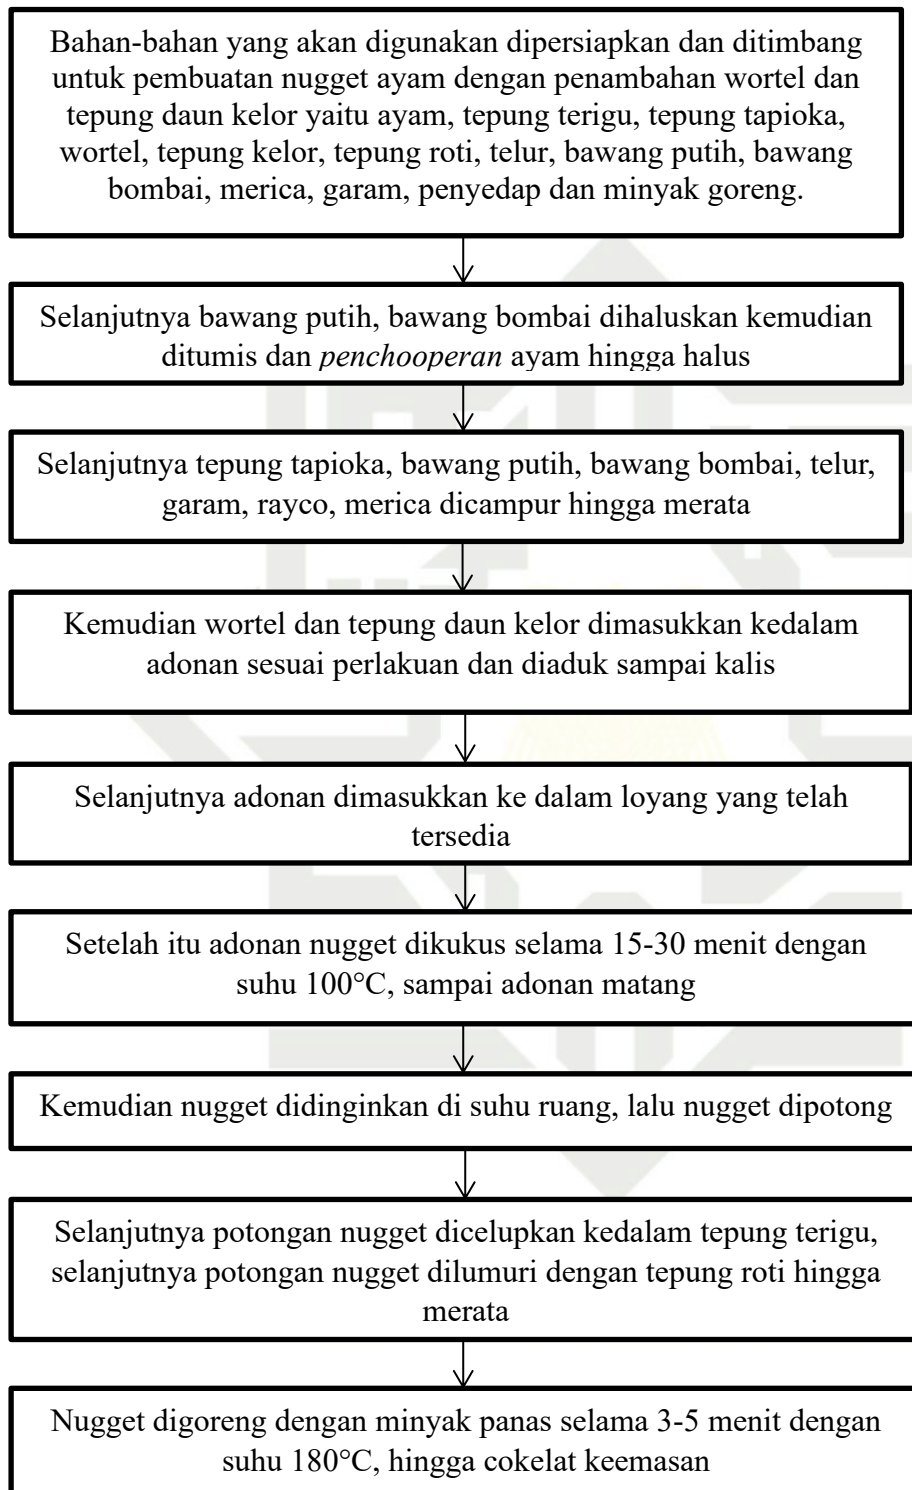 Bahan-bahan yang akan digunakan dipersiapkan dan ditimbang
untuk pembuatan nugget ayam dengan penambahan wortel dan
tepung daun kelor yaitu ayam, tepung terigu, tepung tapioka,
wortel, tepung kelor, tepung roti, telur, bawang putih, bawang
bombai, merica, garam, penyedap dan minyak goreng.
Selanjutnya bawang putih, bawang bombai dihaluskan kemudian
ditumis dan penchooperan ayam hingga halus
Selanjutnya tepung tapioka, bawang putih, bawang bombai, telur,
garam, rayco, merica dicampur hingga merata
Kemudian wortel dan tepung daun kelor dimasukkan kedalam
adonan sesuai perlakuan dan diaduk sampai kalis
Selanjutnya adonan dimasukkan ke dalam loyang yang telah
tersedia
Setelah itu adonan nugget dikukus selama 15-30 menit dengan
suhu 100°C, sampai adonan matang
Kemudian nugget didinginkan di suhu ruang, lalu nugget dipotong
Selanjutnya potongan nugget dicelupkan kedalam tepung terigu,
selanjutnya potongan nugget dilumuri dengan tepung roti hingga
merata
Nugget digoreng dengan minyak panas selama 3-5 menit dengan
suhu 180°C, hingga cokelat keemasan